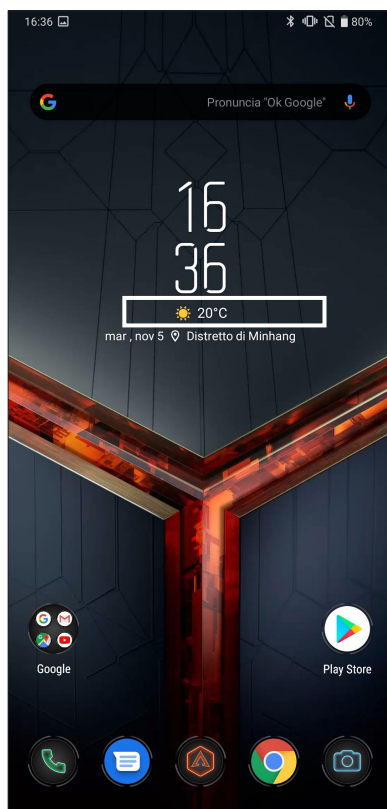 16:36
80%
Pronuncia "Ok Google"
16
36
20°C
mar , nov 5 Distretto di Minhang
Google
Play Store